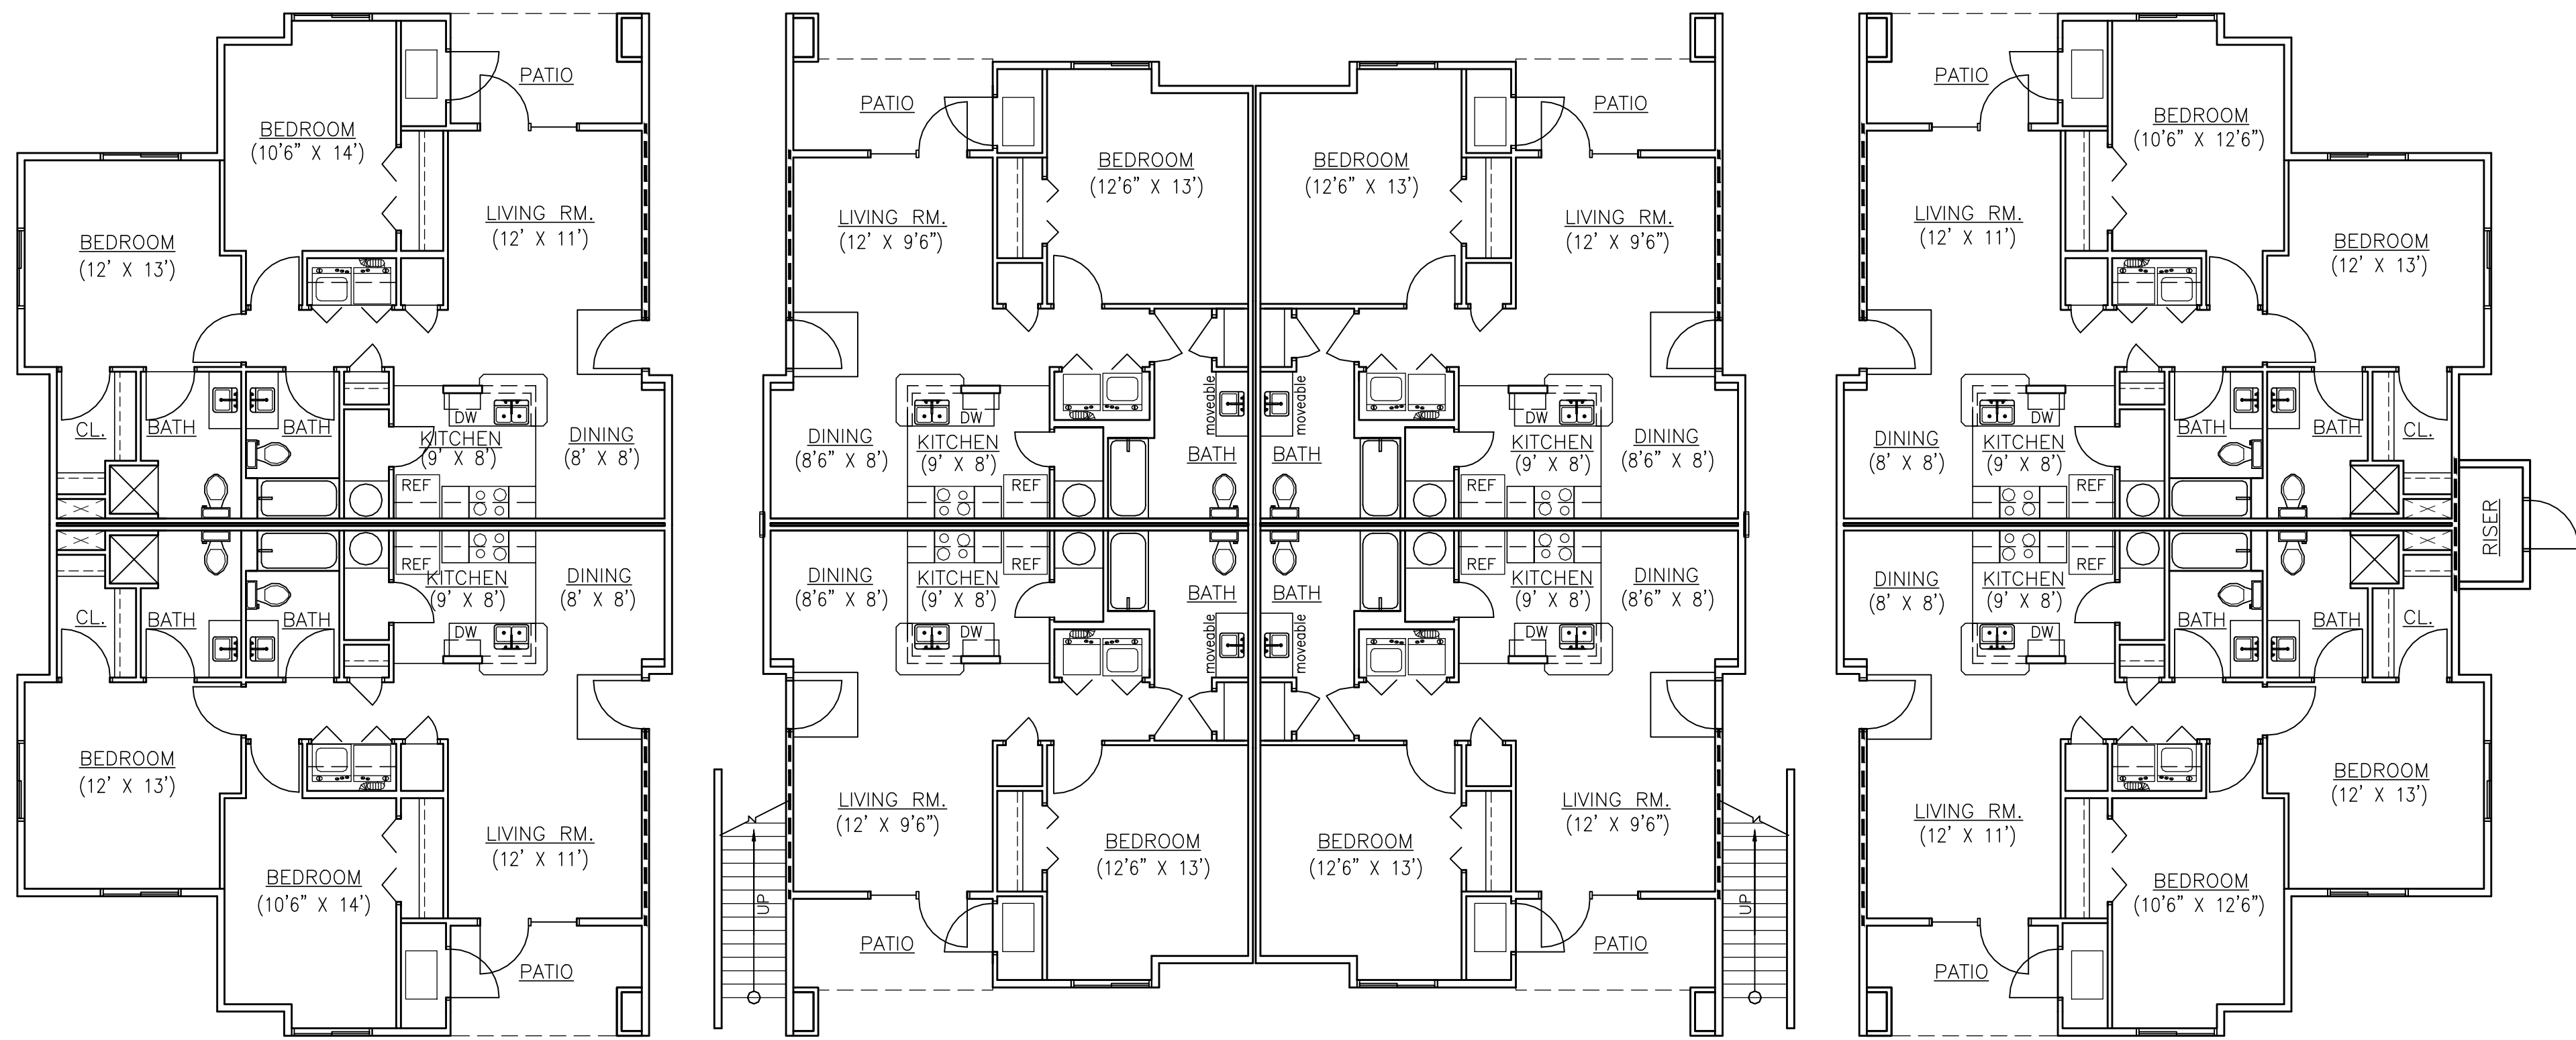 PATIO
BEDROOM
(10'6" X 14')
LIVING RM.
(12' X 11')
BEDROOM
(12' X 13')
CL.
BATH
BATH
DW
KITCHEN
(9' X 8')
DINING
(8' X 8')
REF
REF
KITCHEN
(9' X 8')
DINING
(8' X 8')
CL.
BATH
BATH
DW
BEDROOM
(12' X 13')
LIVING RM.
(12' X 11')
BEDROOM
(10'6" X 14')
PATIO
PATIO
BEDROOM
(12'6" X 13')
LIVING RM.
(12' X 9'6")
moveable
DW
DINING
(8'6" X 8')
KITCHEN
(9' X 8')
BATH
REF
REF
DINING
(8'6" X 8')
KITCHEN
(9' X 8')
BATH
DW
moveable
LIVING RM.
(12' X 9'6")
BEDROOM
(12'6" X 13')
UP
PATIO
PATIO
BEDROOM
(12'6" X 13')
LIVING RM.
(12' X 9'6")
moveable
DW
BATH
KITCHEN
(9' X 8')
DINING
(8'6" X 8')
REF
REF
BATH
KITCHEN
(9' X 8')
DINING
(8'6" X 8')
moveable
DW
LIVING RM.
(12' X 9'6")
BEDROOM
(12'6" X 13')
UP
PATIO
PATIO
BEDROOM
(10'6" X 12'6")
LIVING RM.
(12' X 11')
BEDROOM
(12' X 13')
DW
BATH
BATH
CL.
DINING
(8' X 8')
KITCHEN
(9' X 8')
REF
RISER
REF
DINING
(8' X 8')
KITCHEN
(9' X 8')
DW
BATH
BATH
CL.
BEDROOM
(12' X 13')
LIVING RM.
(12' X 11')
BEDROOM
(10'6" X 12'6")
PATIO